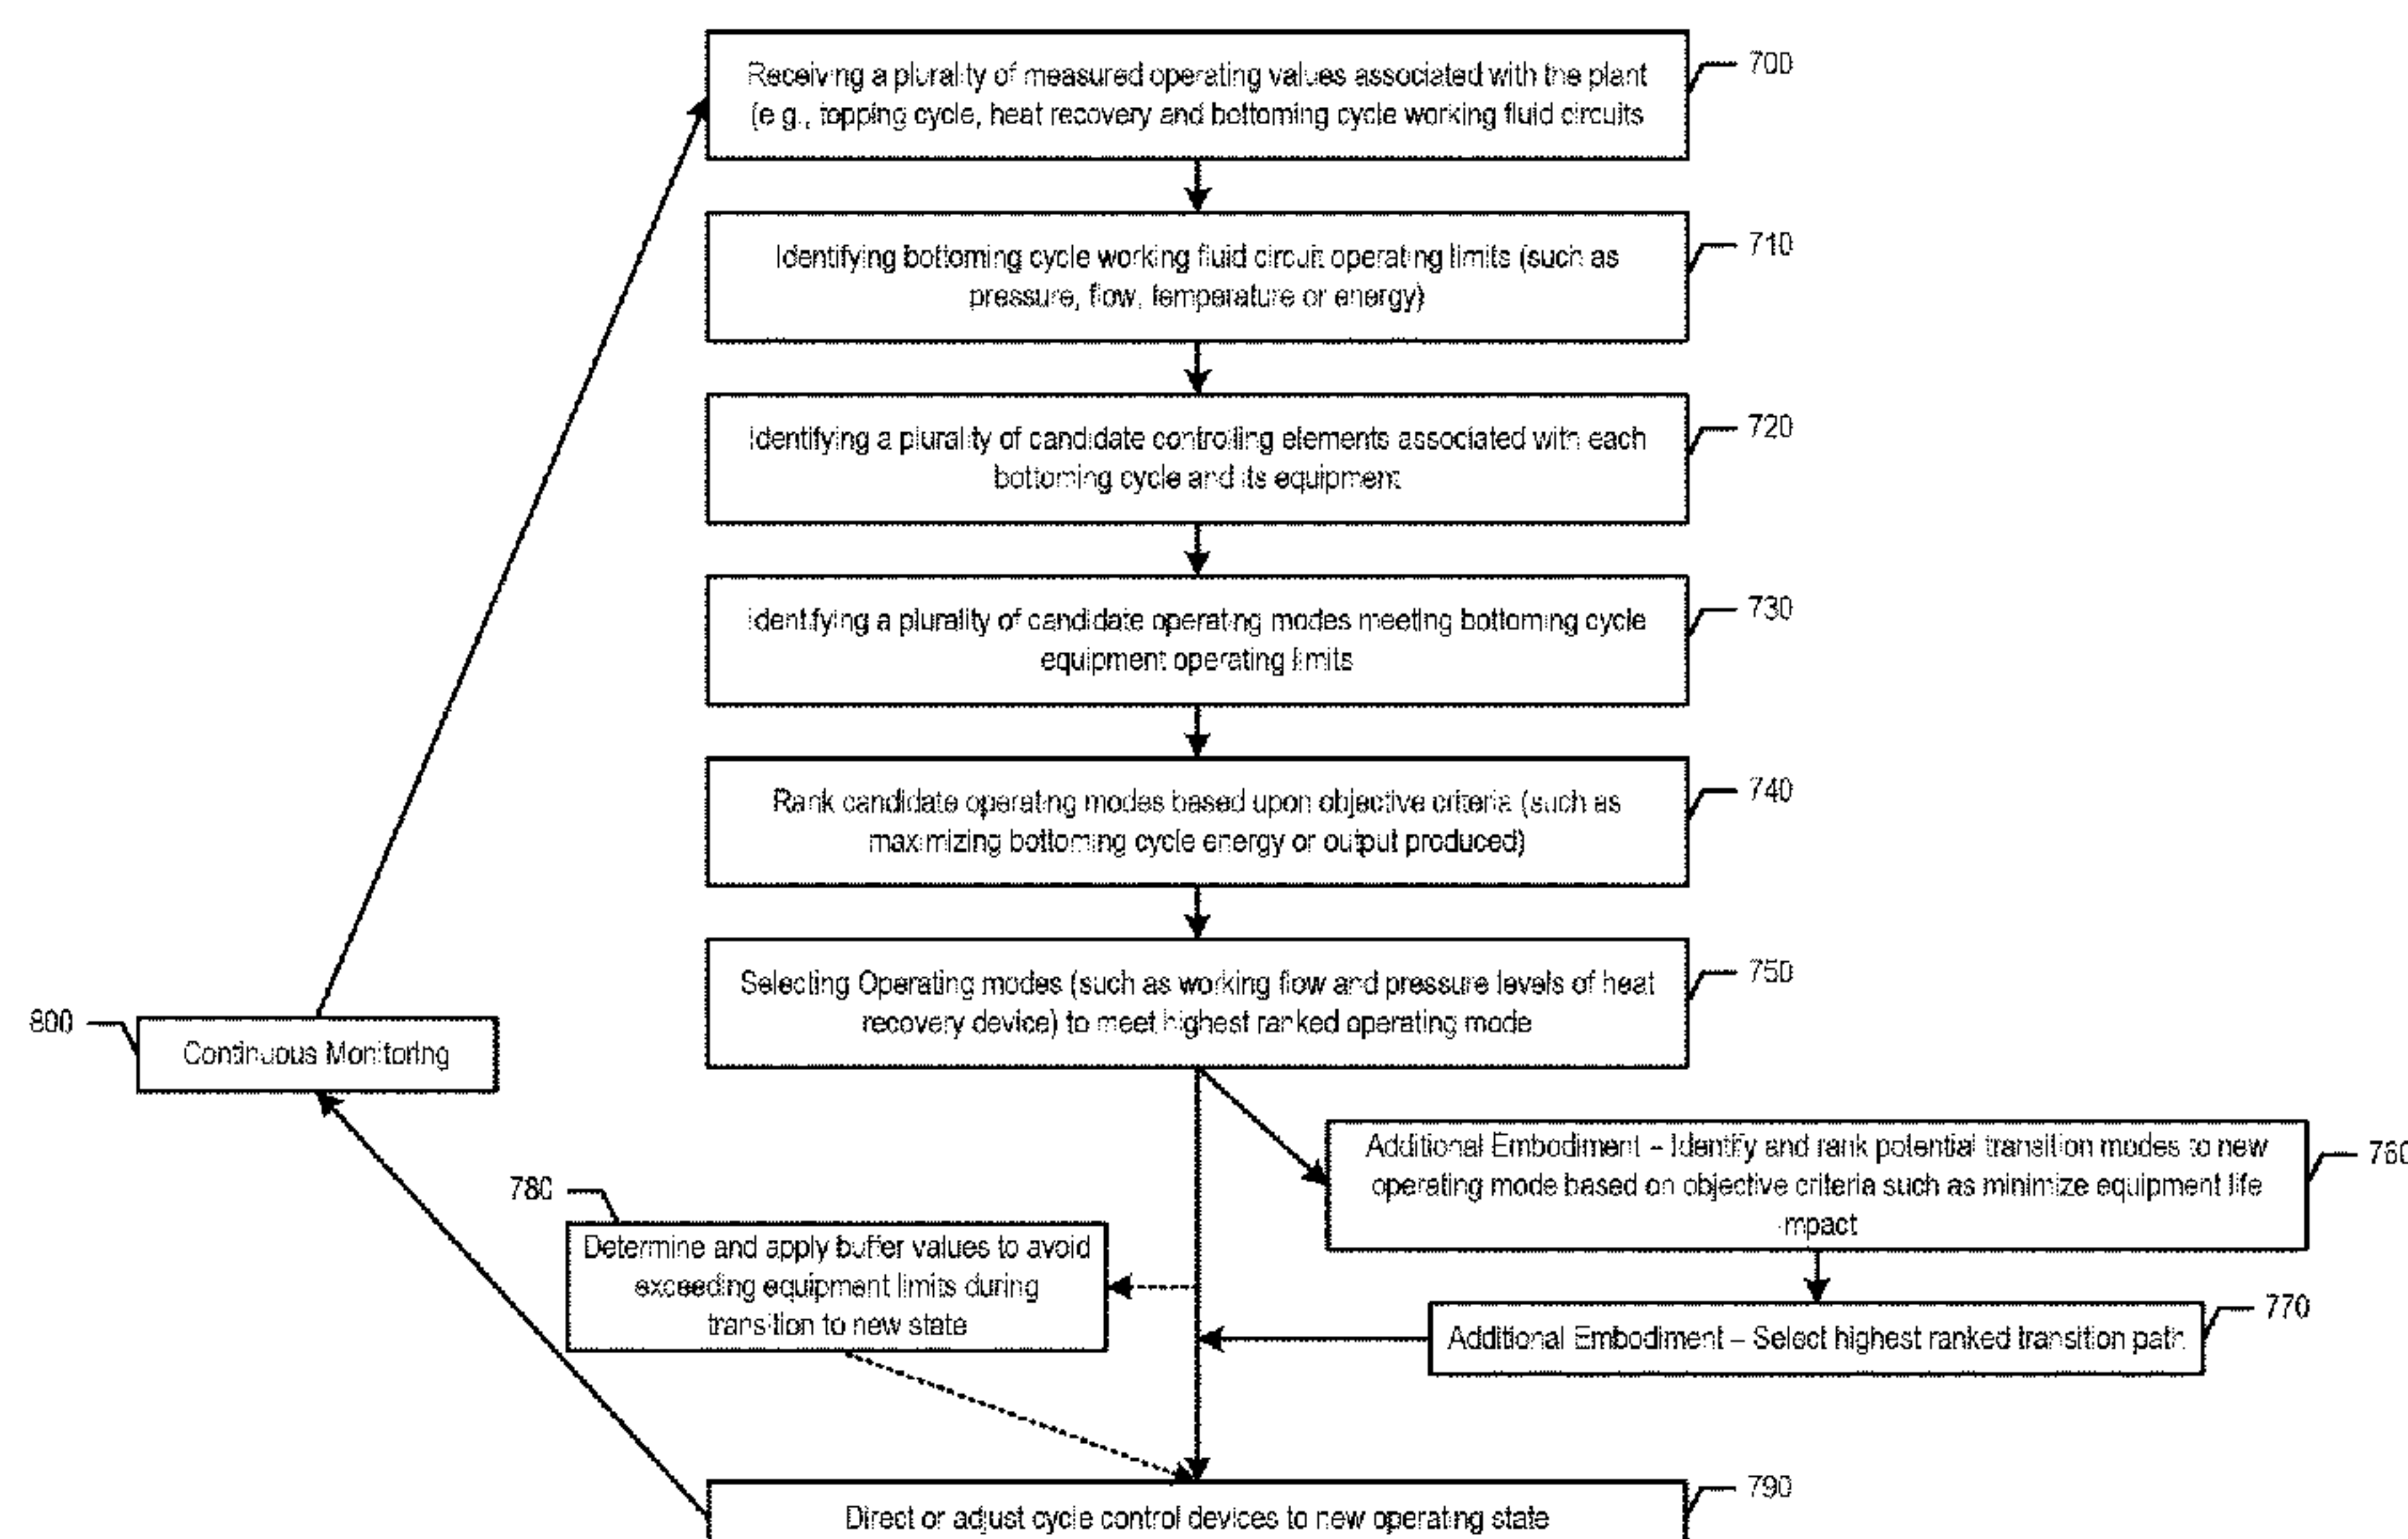 Receiving a plurality of measured operating values associated with the plant
(e.g., topping cycle, heat recovery and bottoming cycle working fluid circuits
700
Identifying bottoming cycle working fluid circuit operating limits (such as
pressure, flow, temperature or energy)
710
Identifying a plurality of candidate controlling elements associated with each
bottoming cycle and its equipment
720
Identifying a plurality of candidate operating modes meeting bottoming cycle
equipment operating limits
730
Rank candidate operating modes based upon objective criteria (such as
maximizing bottoming cycle energy or output produced)
740
Selecting Operating modes (such as working flow and pressure levels of heat
recovery device) to meet highest ranked operating mode
750
800
Continuous Monitoring
Additional Embodiment – Identify and rank potential transition modes to new
operating mode based on objective criteria such as minimize equipment life
impact
760
780
Determine and apply buffer values to avoid
exceeding equipment limits during
transition to new state
Additional Embodiment – Select highest ranked transition path
770
Direct or adjust cycle control devices to new operating state
790